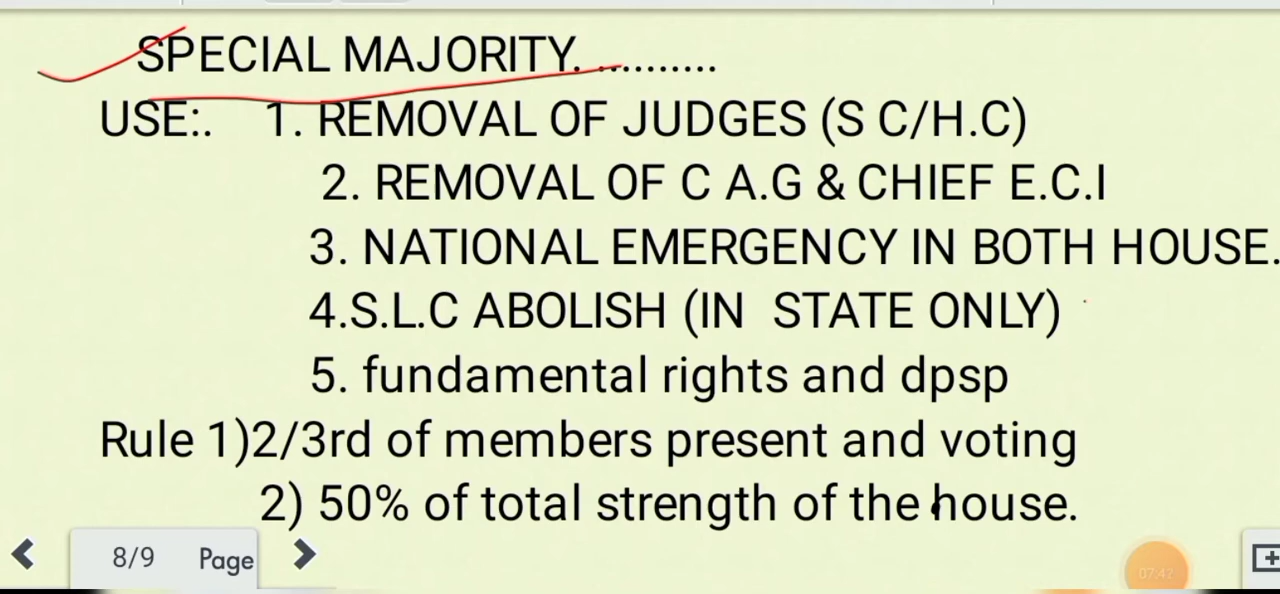 SPECIAL MAJORITY. ..........
USE:. 1. REMOVAL OF JUDGES (S C/H.C)
2. REMOVAL OF C A.G & CHIEF E.C.I
3. NATIONAL EMERGENCY IN BOTH HOUSE.
4.S.L.C ABOLISH (IN STATE ONLY)
5. fundamental rights and dpsp
Rule 1)2/3rd of members present and voting
2) 50% of total strength of the house.
8/9 Page
07:42